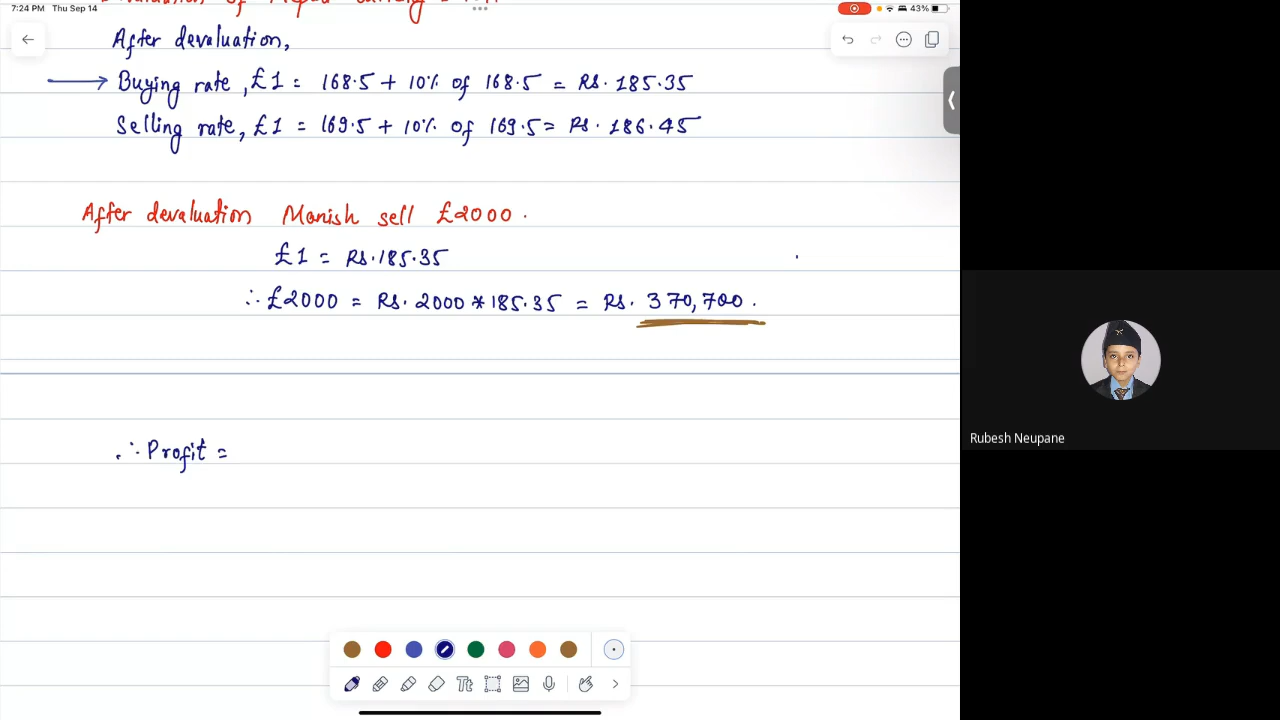 7:24 PM Thu Sep 14
43%
After devaluation,
Buying rate, £1 = 168.5 + 10% of 168.5 = Rs. 185.35
Selling rate, £1 = 169.5 + 10% of 169.5 = Rs. 186.45
After devaluation Manish sell £2000.
£1 = Rs. 185.35
∴ £2000 = Rs. 2000 * 185.35 = Rs. 370,700.
∴ Profit =
Tt
Rubesh Neupane